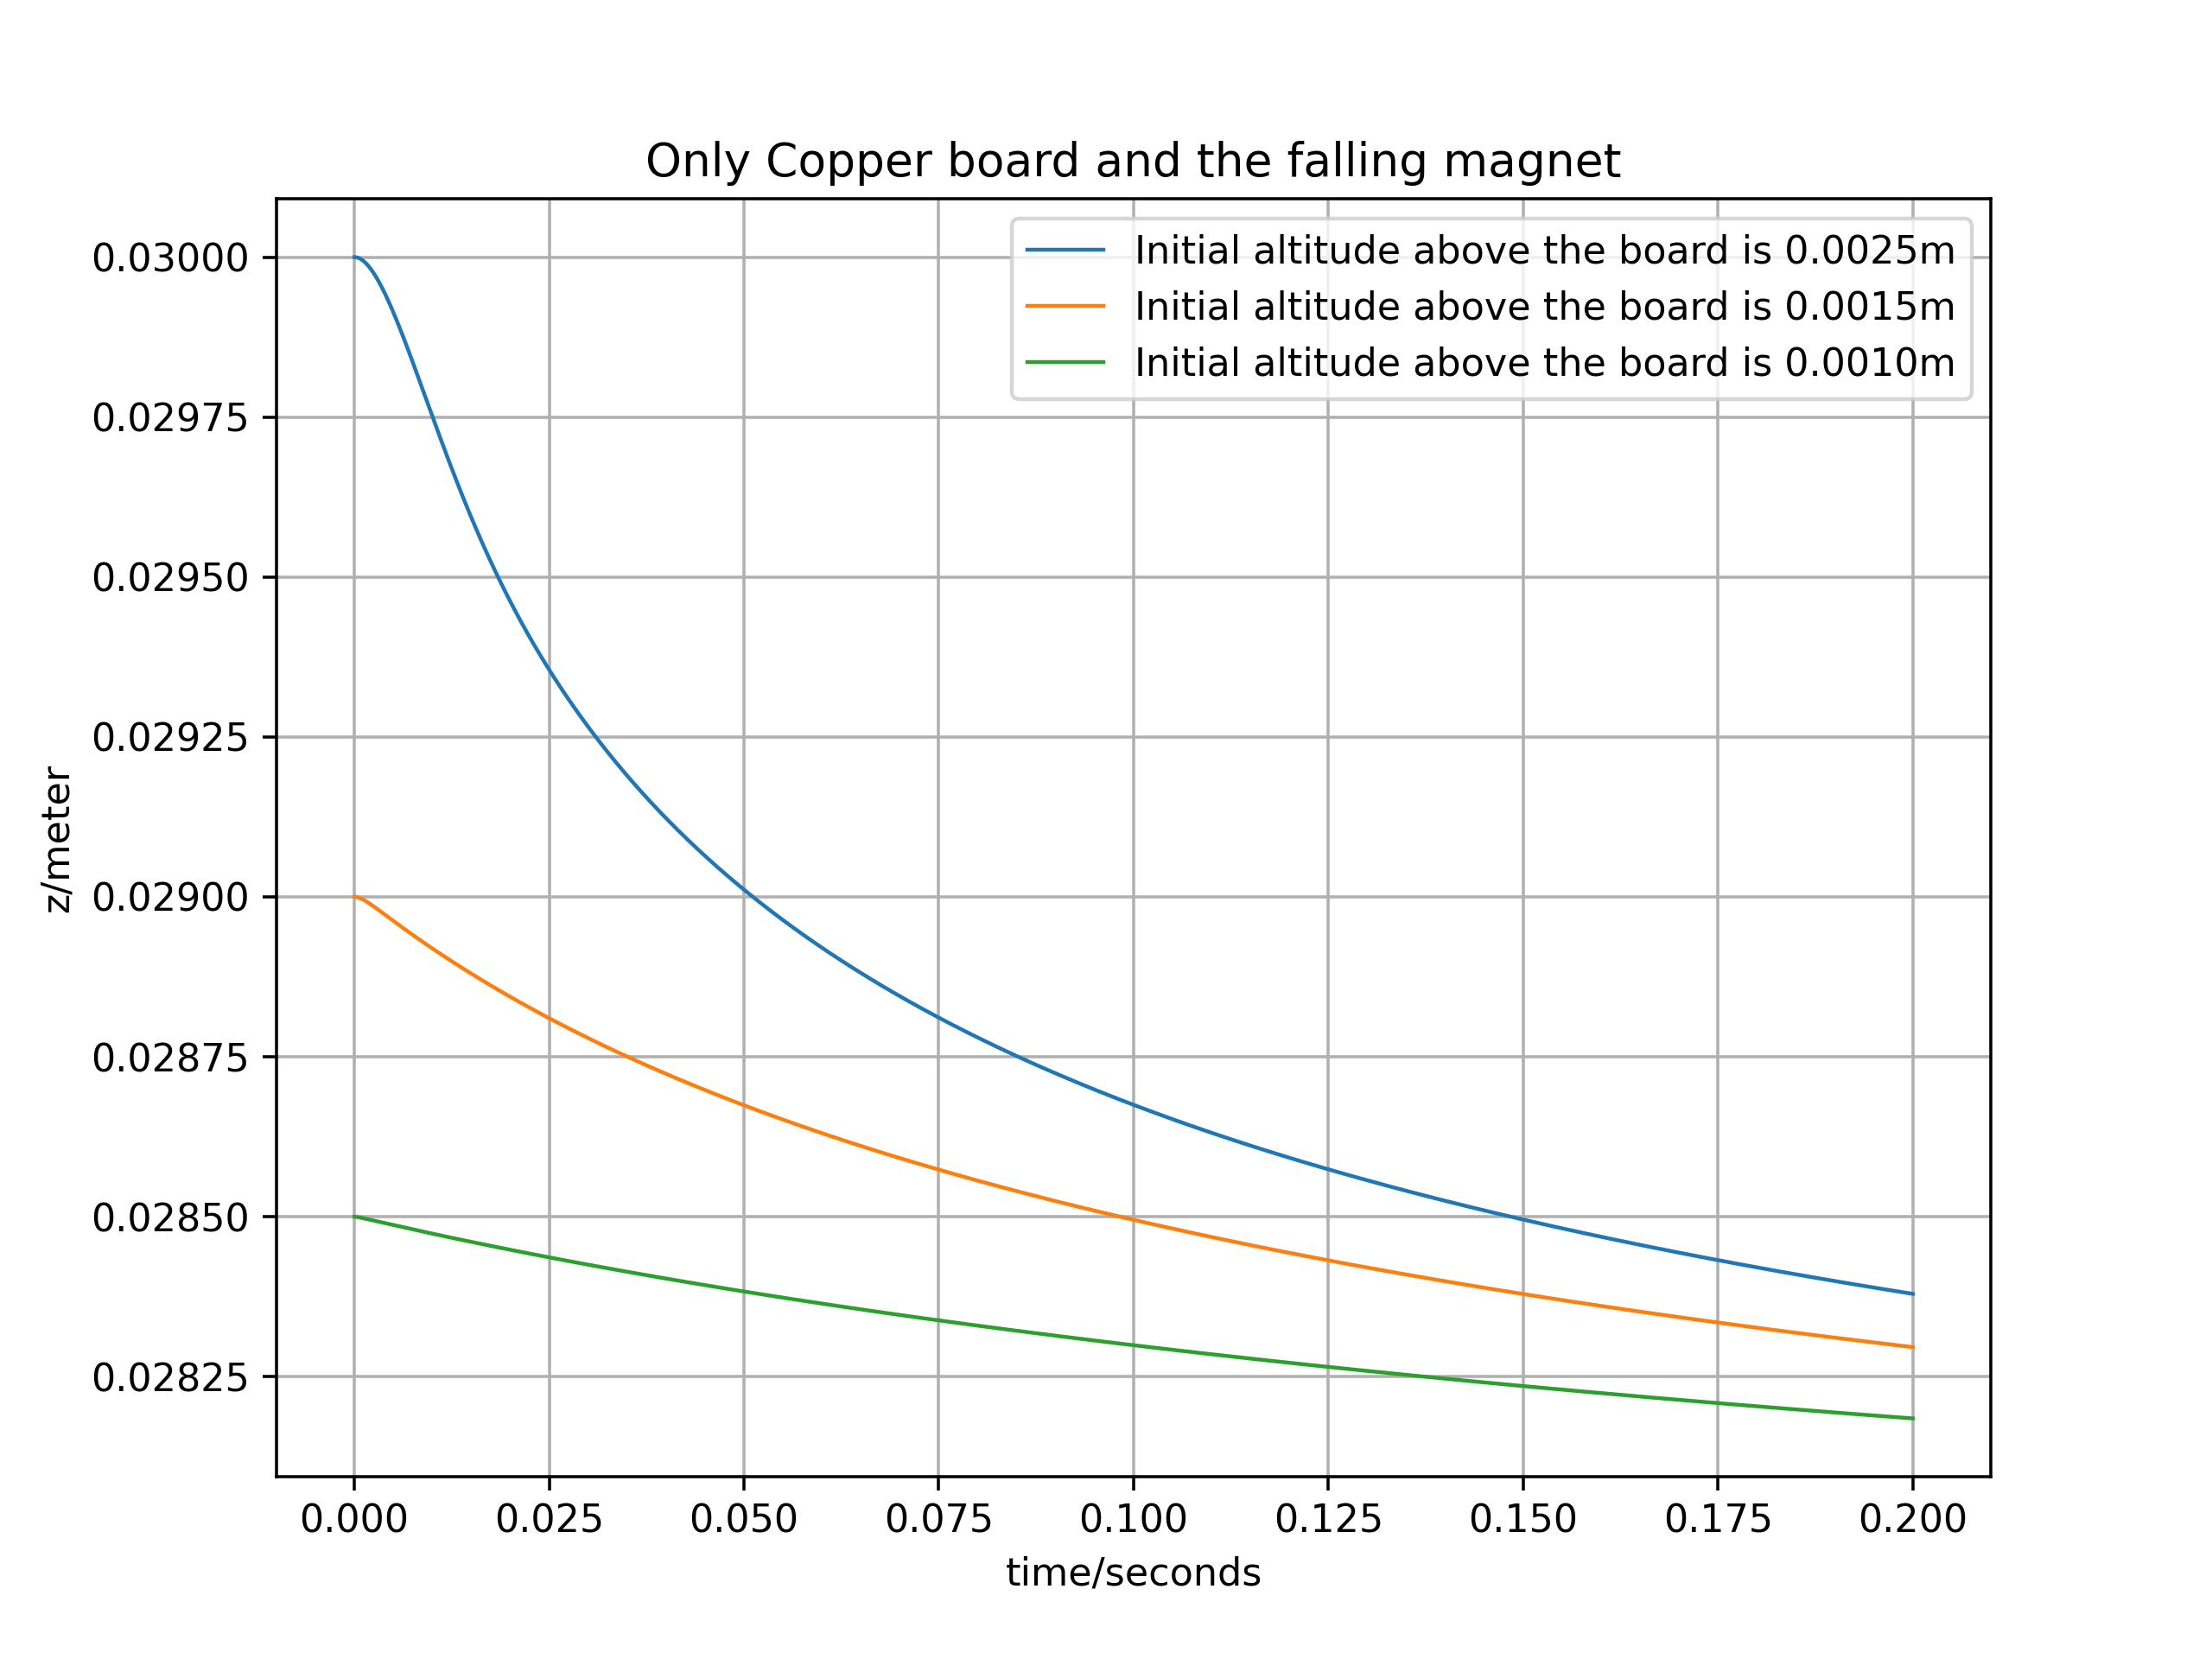 Only Copper board and the falling magnet
Initial altitude above the board is 0.0025m
Initial altitude above the board is 0.0015m
Initial altitude above the board is 0.0010m
0.03000
0.02975
0.02950
0.02925
0.02900
0.02875
0.02850
0.02825
z/meter
0.000 0.025 0.050 0.075 0.100 0.125 0.150 0.175 0.200
time/seconds